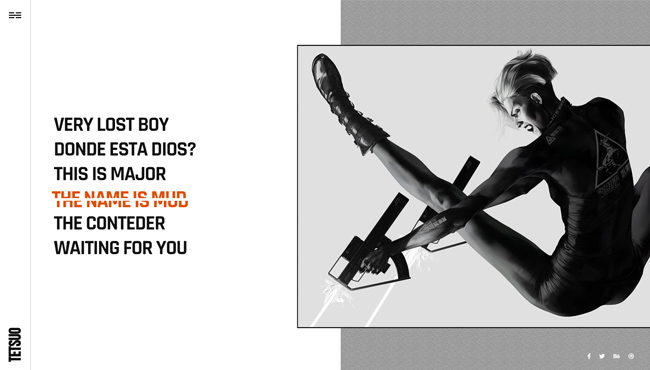 VERY LOST BOY
DONDE ESTA DIOS?
THIS IS MAJOR
THE NAME IS MUD
THE CONTEDER
WAITING FOR YOU
TETSUO